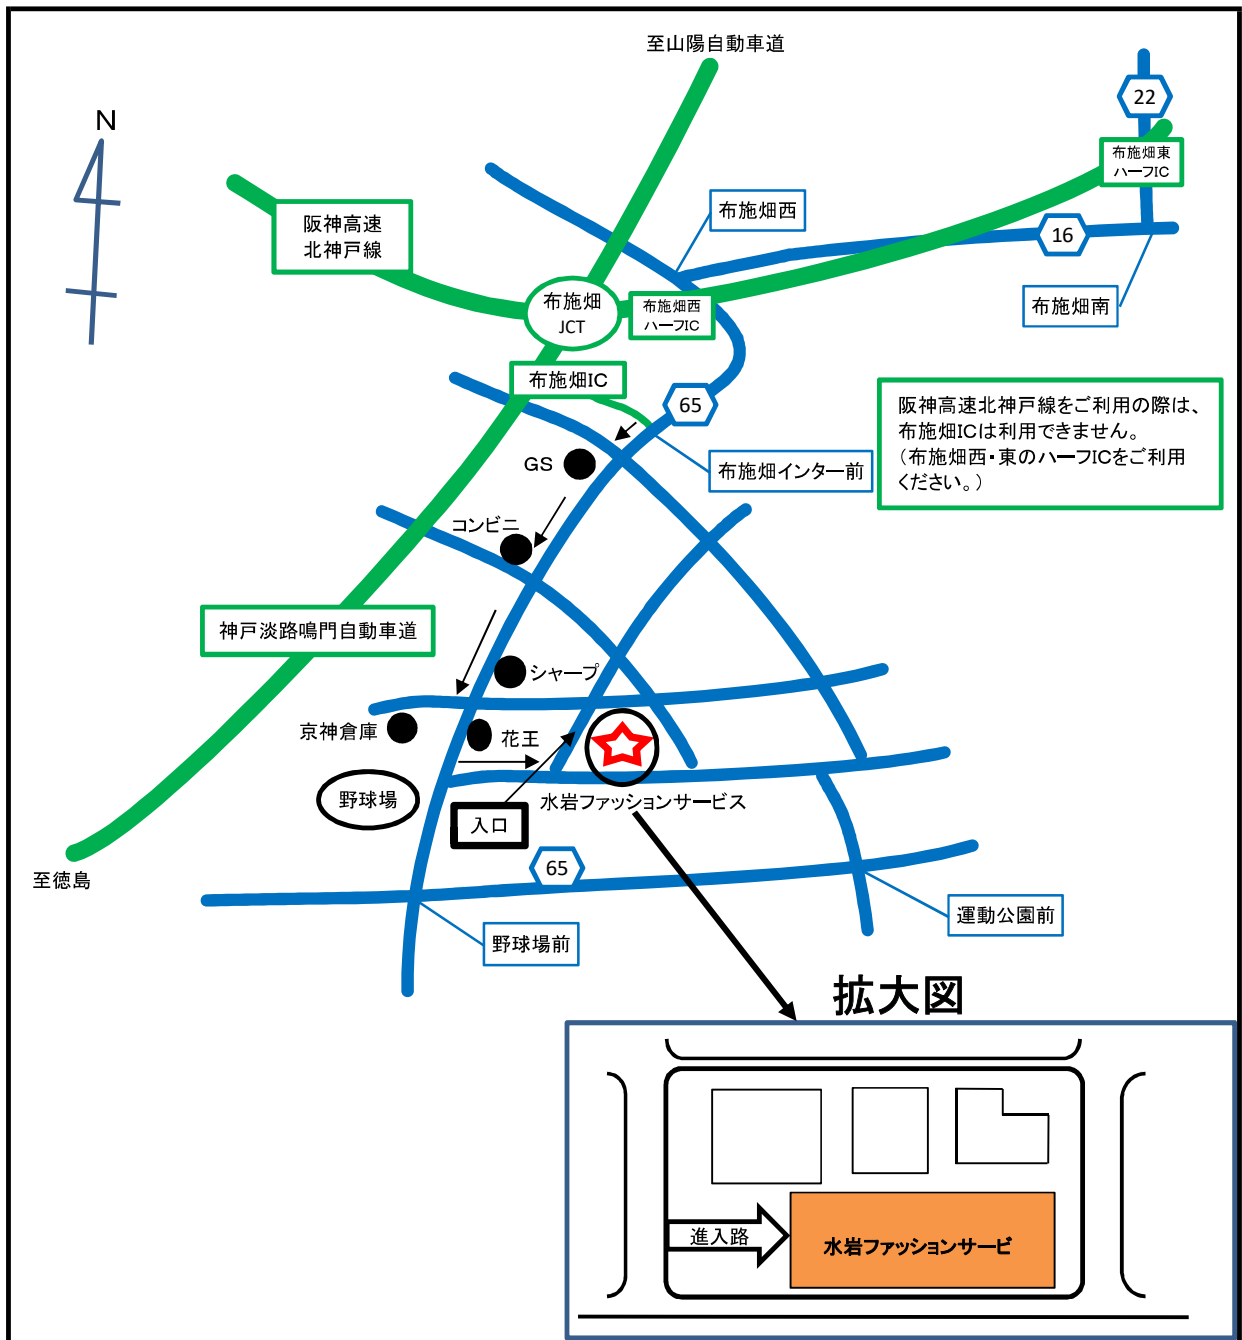 至山陽自動車道
22
N
布施畑東
ハーフIC
阪神高速
北神戸線
布施畑西
16
布施畑
JCT
布施畑西
ハーフIC
布施畑南
布施畑IC
65
阪神高速北神戸線をご利用の際は、
布施畑ICは利用できません。
(布施畑西・東のハーフICをご利用
ください。)
GS
布施畑インター前
コンビニ
神戸淡路鳴門自動車道
シャープ
京神倉庫
花王
野球場
水岩ファッションサービス
入口
65
至徳島
運動公園前
野球場前
拡大図
進入路
水岩ファッションサービ